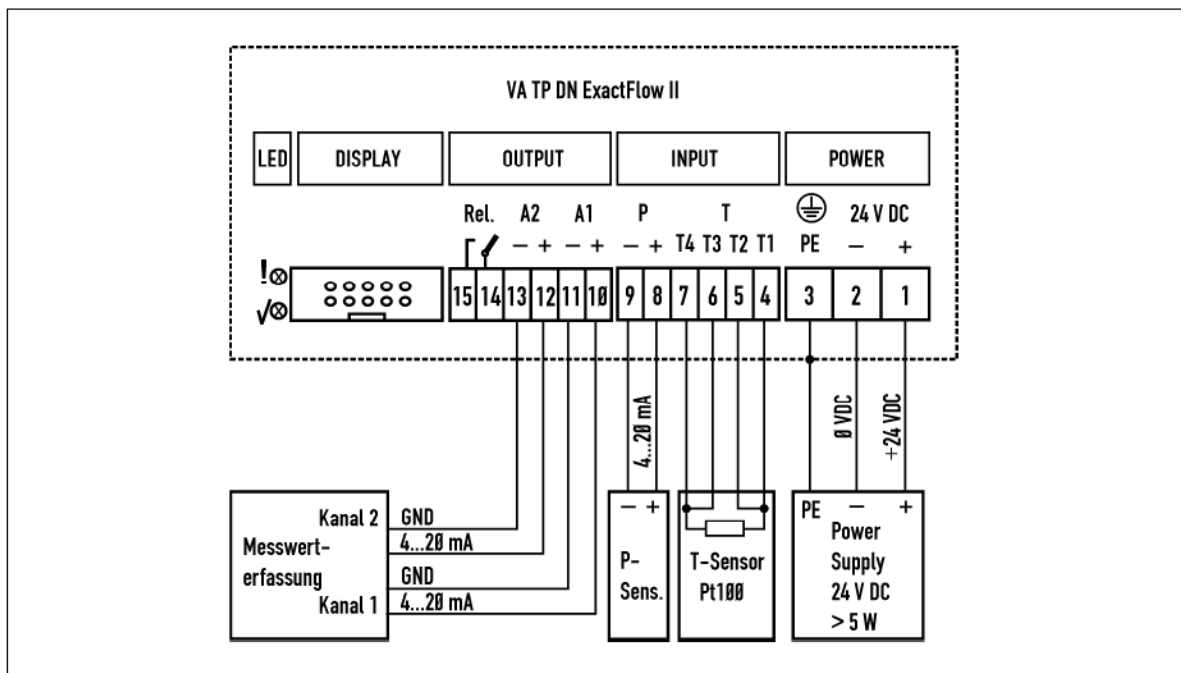 VA TP DN ExactFlow II
LED DISPLAY OUTPUT INPUT POWER
Rel. A2 A1 P T 24 V DC
− + − + − + T4 T3 T2 T1 PE − +
!
√
15 14 13 12 11 10 9 8 7 6 5 4 3 2 1
4...20 mA
0 VDC
+24 VDC
Messwert-
erfassung
Kanal 2
GND
4...20 mA
GND
Kanal 1
4...20 mA
− +
P-
Sens.
T-Sensor
Pt100
PE − +
Power
Supply
24 V DC
> 5 W